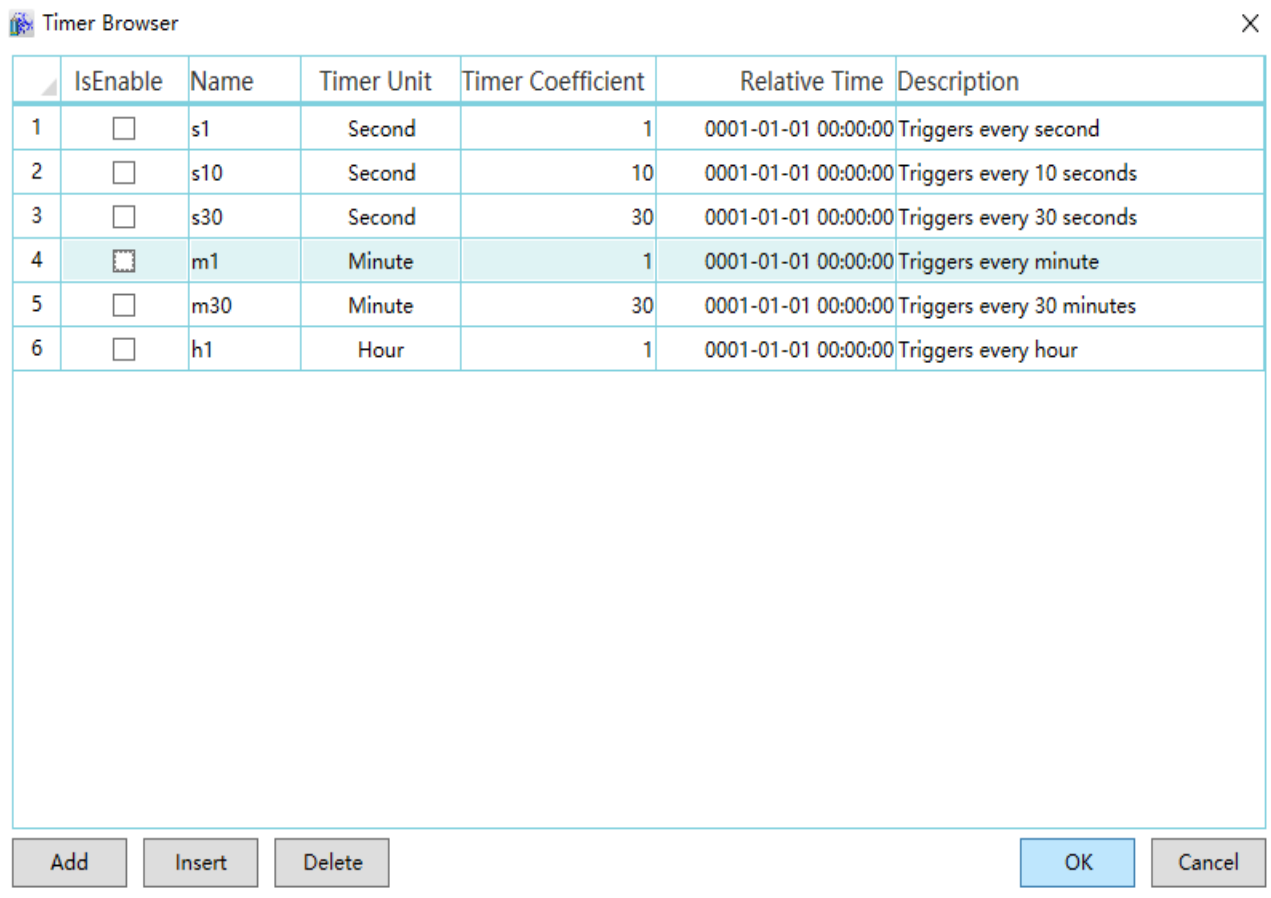 Timer Browser
IsEnable Name Timer Unit Timer Coefficient Relative Time Description
1 s1 Second 1 0001-01-01 00:00:00 Triggers every second
2 s10 Second 10 0001-01-01 00:00:00 Triggers every 10 seconds
3 s30 Second 30 0001-01-01 00:00:00 Triggers every 30 seconds
4 m1 Minute 1 0001-01-01 00:00:00 Triggers every minute
5 m30 Minute 30 0001-01-01 00:00:00 Triggers every 30 minutes
6 h1 Hour 1 0001-01-01 00:00:00 Triggers every hour
Add Insert Delete OK Cancel